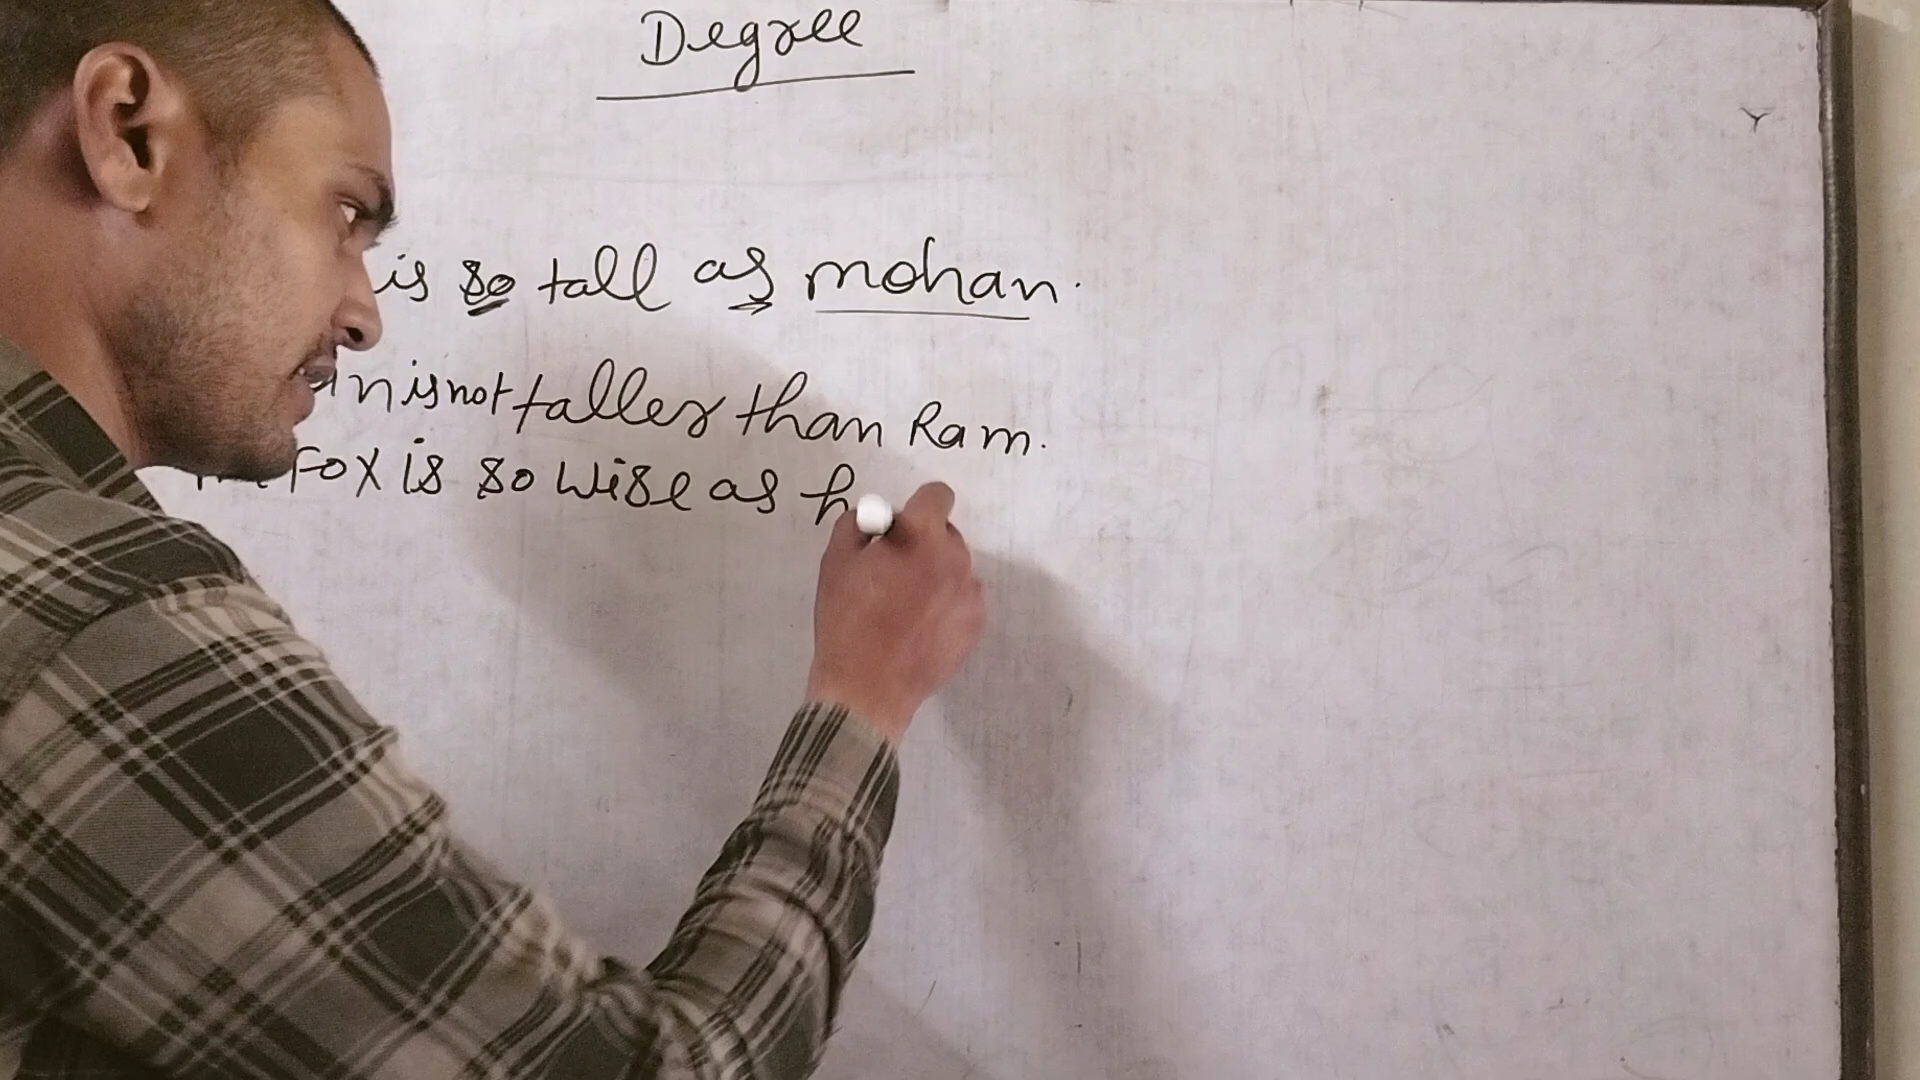 Degree
is so tall as mohan.
n is not taller than Ram.
Fox is so wise as h